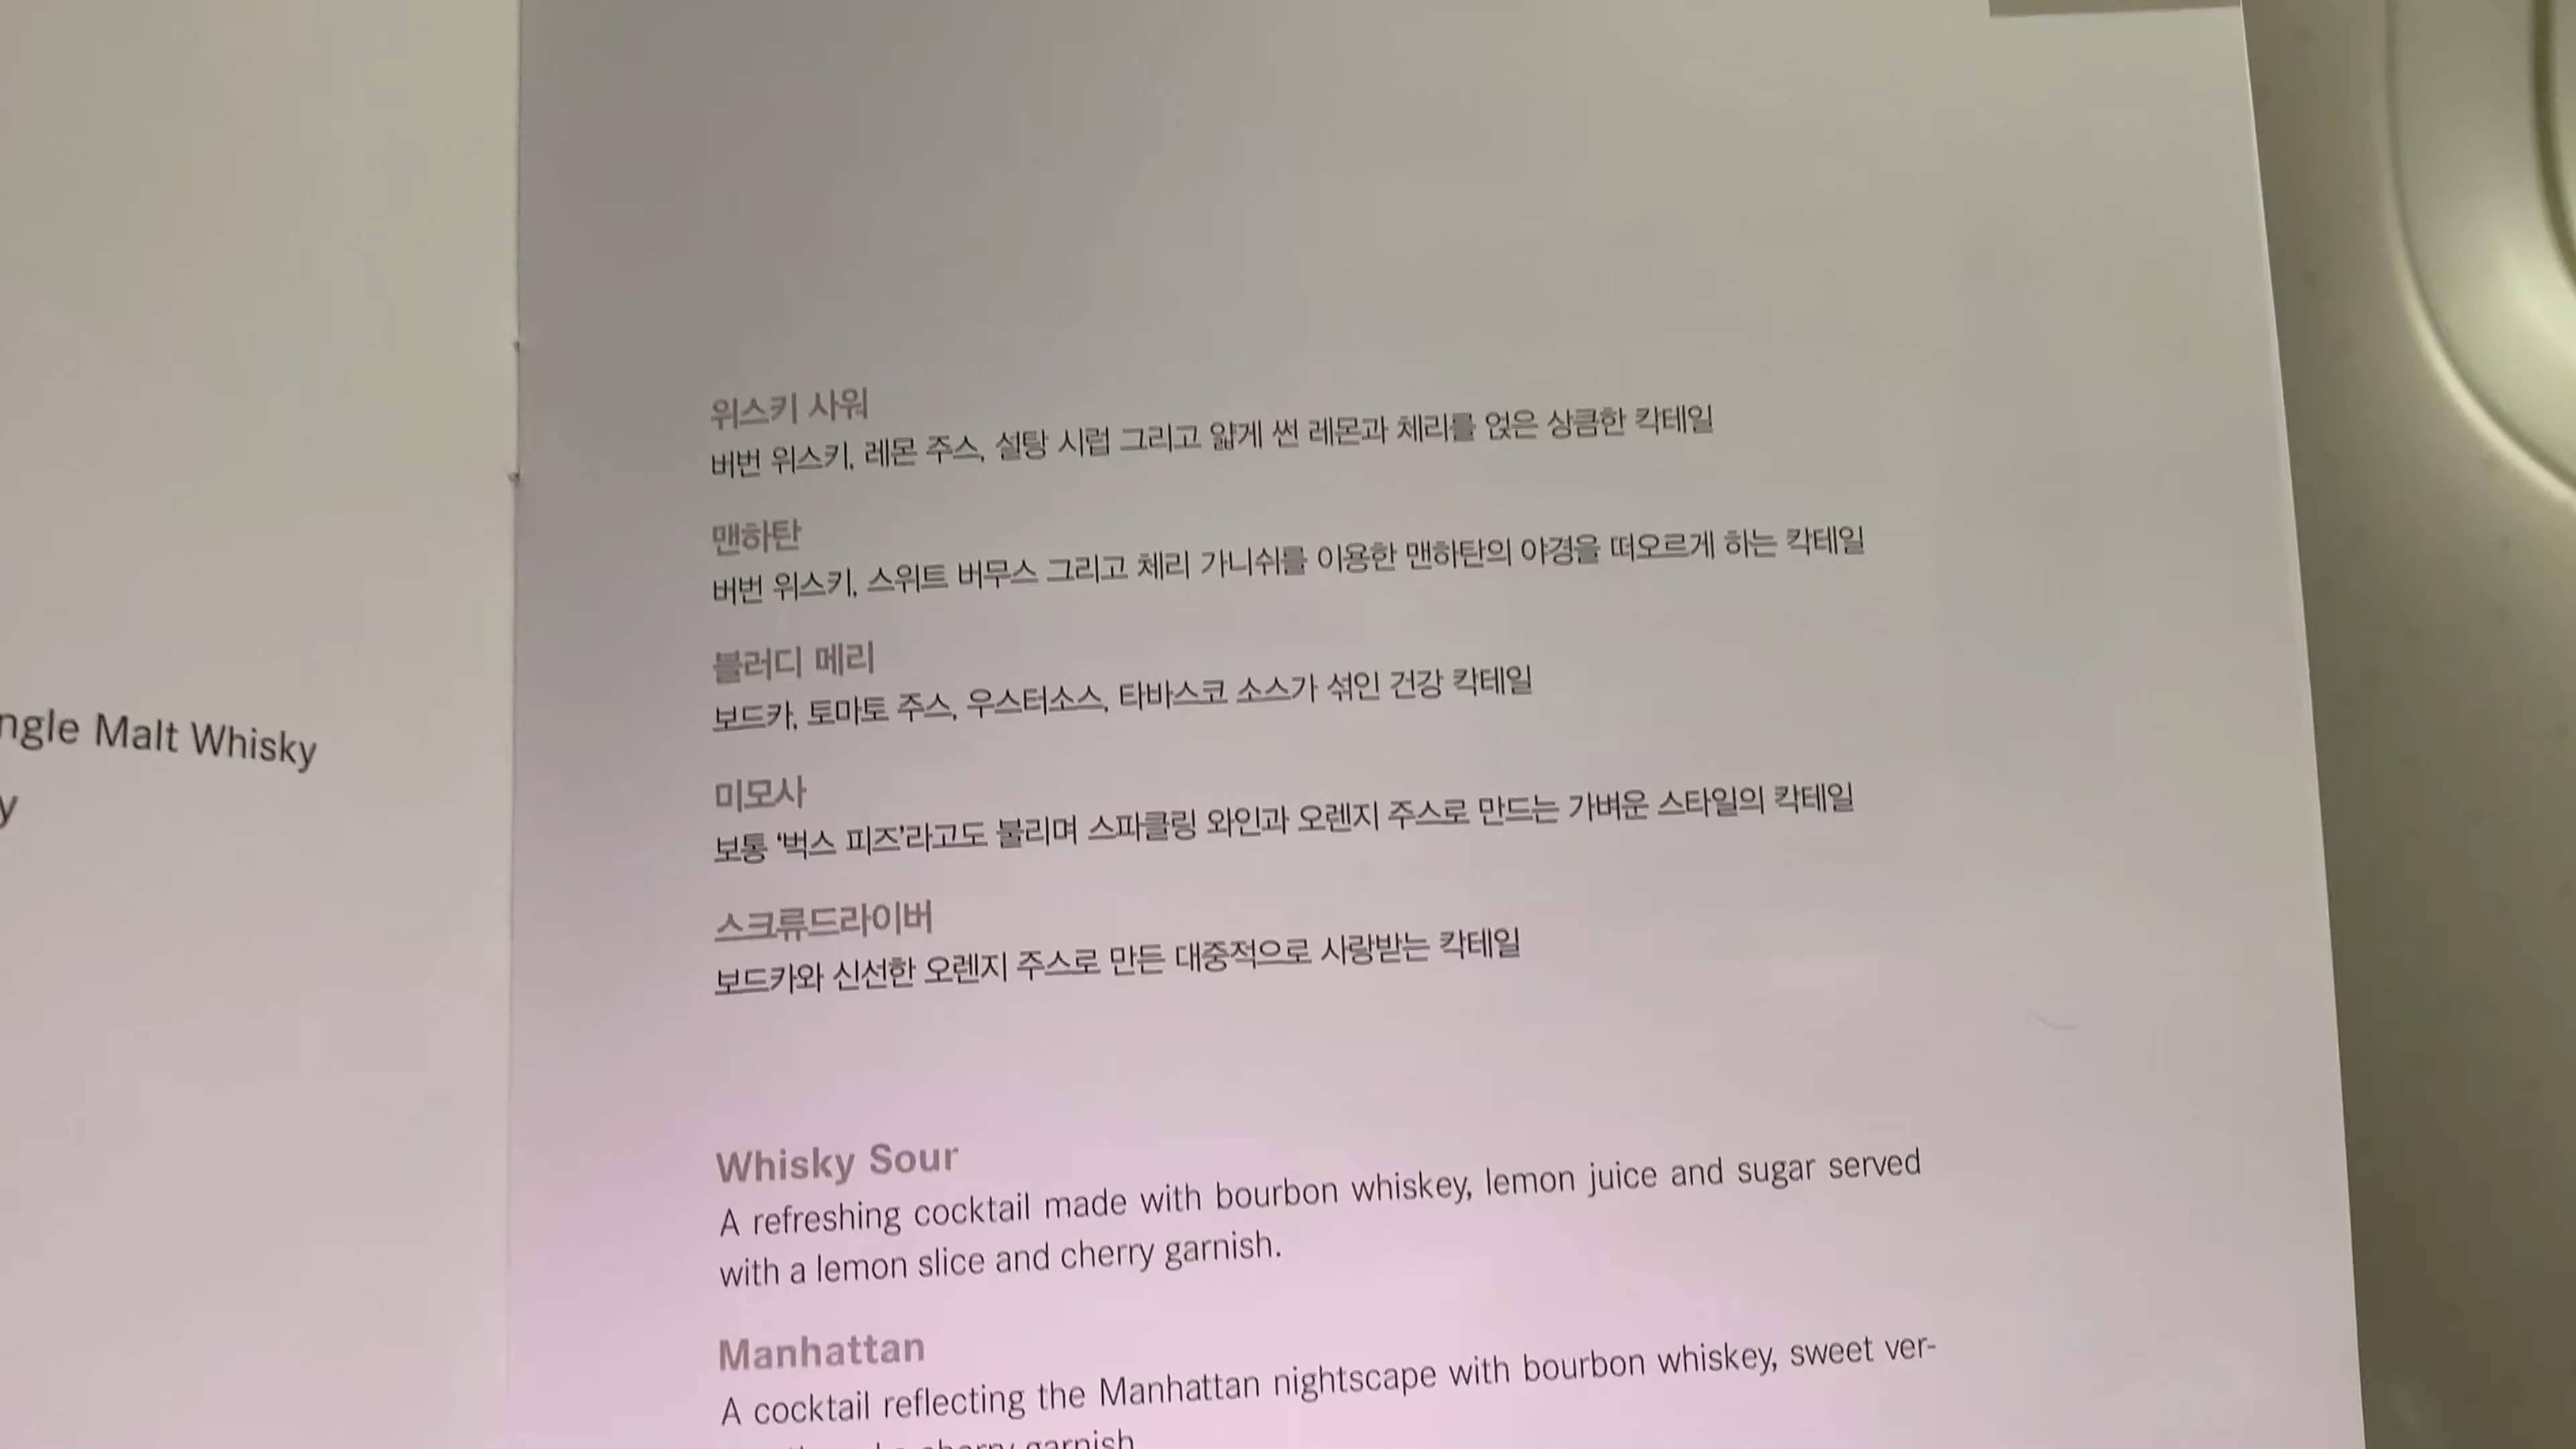 ngle Malt Whisky
y
위스키 사워
버번 위스키, 레몬 주스, 설탕 시럽 그리고 얇게 썬 레몬과 체리를 얹은 상큼한 칵테일
맨하탄
버번 위스키, 스위트 버무스 그리고 체리 가니쉬를 이용한 맨하탄의 야경을 떠오르게 하는 칵테일
블러디 메리
보드카, 토마토 주스, 우스터소스, 타바스코 소스가 섞인 건강 칵테일
미모사
보통 ‘벅스 피즈’라고도 불리며 스파클링 와인과 오렌지 주스로 만드는 가벼운 스타일의 칵테일
스크류드라이버
보드카와 신선한 오렌지 주스로 만든 대중적으로 사랑받는 칵테일
Whisky Sour
A refreshing cocktail made with bourbon whiskey, lemon juice and sugar served
with a lemon slice and cherry garnish.
Manhattan
A cocktail reflecting the Manhattan nightscape with bourbon whiskey, sweet ver-
cherry garnish